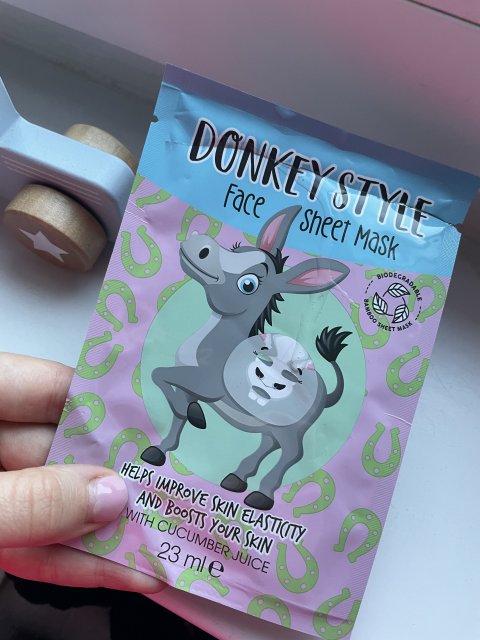 DONKEY STYLE
Face Sheet Mask
BIODEGRADABLE
BAMBOO SHEET MASK
HELPS IMPROVE SKIN ELASTICITY
AND BOOSTS YOUR SKIN
WITH CUCUMBER JUICE
23 ml e